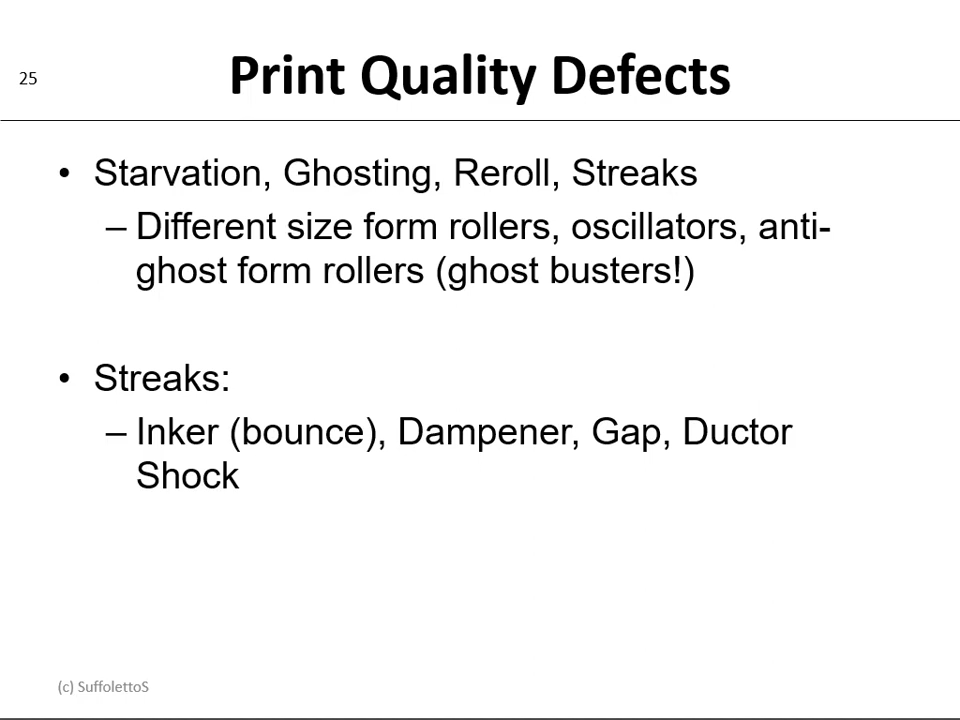 25
Print Quality Defects
• Starvation, Ghosting, Reroll, Streaks
– Different size form rollers, oscillators, anti-
ghost form rollers (ghost busters!)
• Streaks:
– Inker (bounce), Dampener, Gap, Ductor
Shock
(c) SuffolettoS